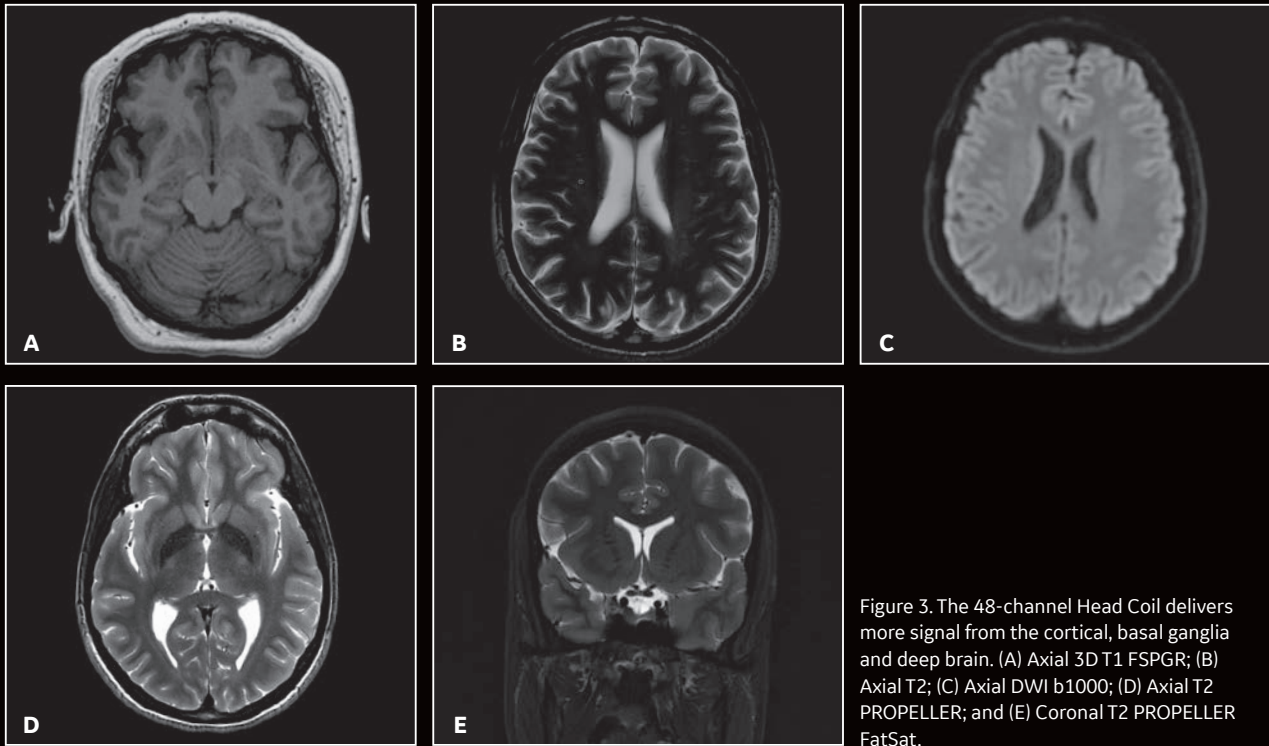 A
B
C
D
E
Figure 3. The 48-channel Head Coil delivers
more signal from the cortical, basal ganglia
and deep brain. (A) Axial 3D T1 FSPGR; (B)
Axial T2; (C) Axial DWI b1000; (D) Axial T2
PROPELLER; and (E) Coronal T2 PROPELLER
FatSat.